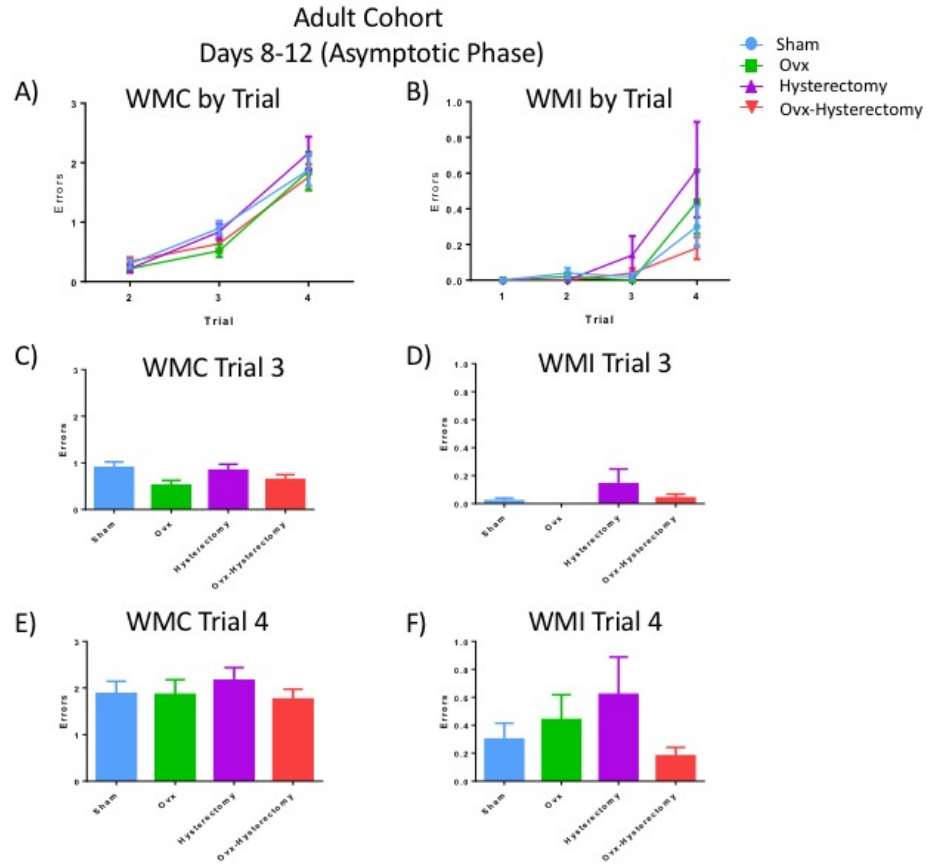 Adult Cohort
Days 8-12 (Asymptotic Phase)
Sham
Ovx
Hysterectomy
Ovx-Hysterectomy
A)
WMC by Trial
3
2
1
0
Errors
2 3 4
Trial
B)
WMI by Trial
1.0
0.8
0.6
0.4
0.2
0.0
Errors
1 2 3 4
Trial
C)
WMC Trial 3
3
2
1
0
Errors
Sham
Ovx
Hysterectomy
Ovx-Hysterectomy
D)
WMI Trial 3
1.0
0.8
0.6
0.4
0.2
0.0
Errors
Sham
Ovx
Hysterectomy
Ovx-Hysterectomy
E)
WMC Trial 4
3
2
1
0
Errors
Sham
Ovx
Hysterectomy
Ovx-Hysterectomy
F)
WMI Trial 4
1.0
0.8
0.6
0.4
0.2
0.0
Errors
Sham
Ovx
Hysterectomy
Ovx-Hysterectomy